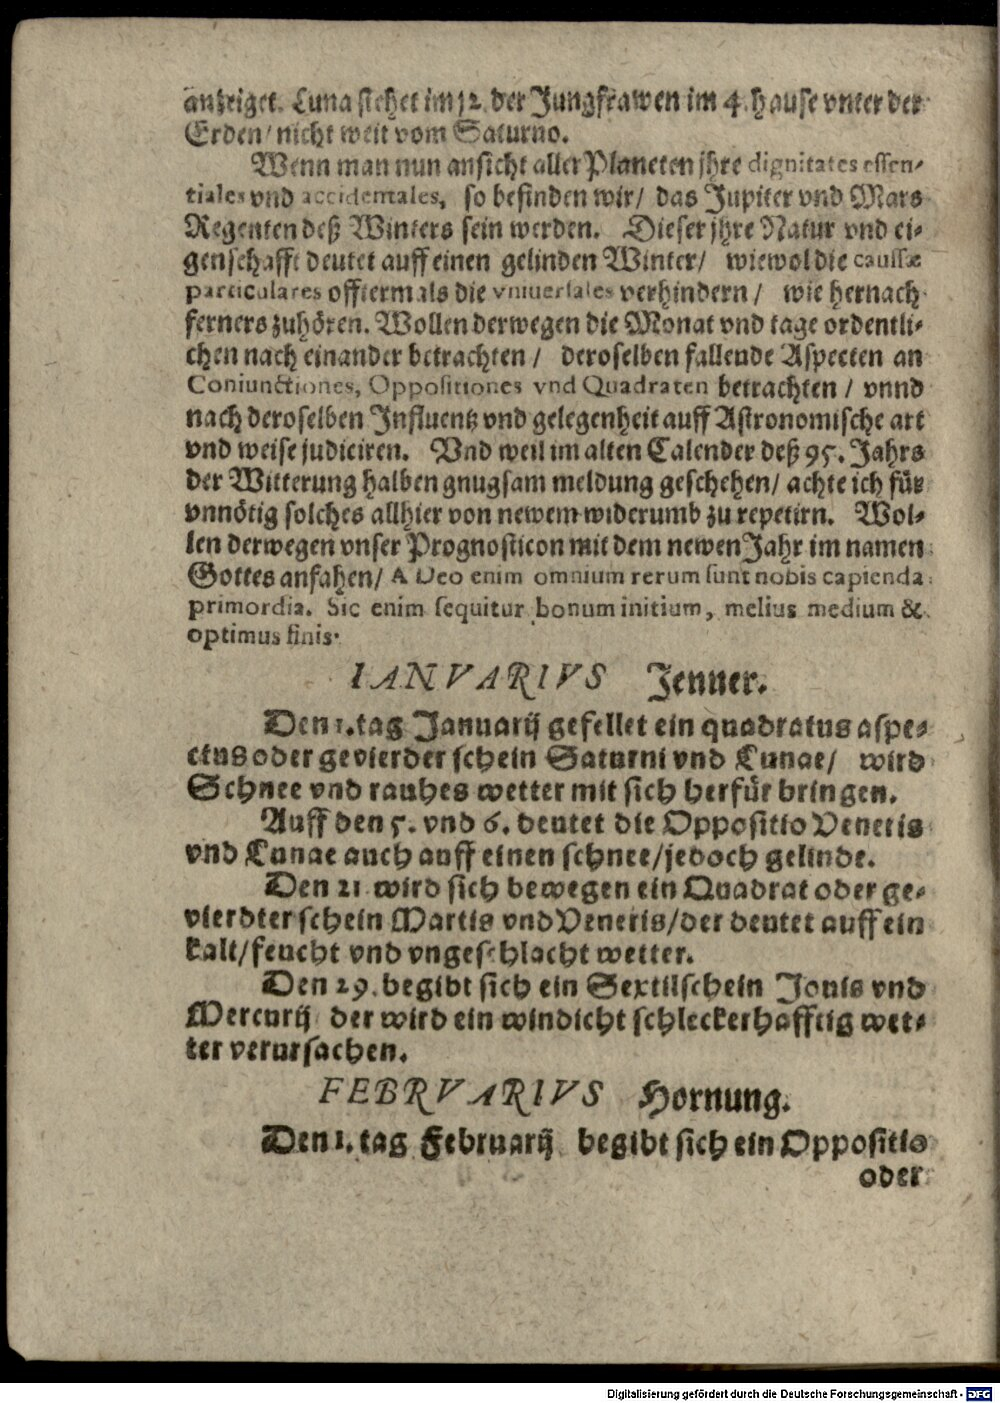 anzeiget. Luna stehet im 12. der Jungfrawen im 4. hause vnter der
Erden/ nicht weit vom Saturno.
Wenn man nun ansicht aller Planeten jhre dignitates essen-
tiales vnd accidentales, so befinden wir/ das Jupiter vnd Mars
Regenten deß Winters sein werden. Dieser jhre Natur vnd ei-
genschafft deutet auff einen gelinden Winter/ wiewol die caussæ
particulares offtermals die vniuersales verhindern/ wie hernach
ferners zuhören. Wollen derwegen die Monat vnd tage ordentli-
chen nach einander betrachten/ deroselben fallende Aspecten an
Coniunctiones, Oppositiones vnd Quadraten betrachten/ vnnd
nach deroselben Influentz vnd gelegenheit auff Astronomische art
vnd weise judiciren. Vnd weil im alten Calender deß 95. Jahrs
der Witterung halben gnugsam meldung geschehen/ achte ich für
vnnötig solches allhier von newem widerumb zu repetirn. Wol-
len derwegen vnser Prognosticon mit dem newen Jahr im namen
Gottes anfahen/ A Deo enim omnium rerum sunt nobis capienda
primordia. Sic enim sequitur bonum initium, melius medium &
optimus finis.
IANVARIVS Jenner.
Den 1. tag Januarij gefellet ein quadratus aspe-
ctus oder gevierder schein Saturni vnd Lunae/ wird
Schnee vnd rauhes wetter mit sich herfür bringen.
Auff den 5. vnd 6. deutet die Oppositio Veneris
vnd Lunae auch auff einen schnee/jedoch gelinde.
Den 21 wird sich bewegen ein Quadrat oder ge-
vierdter schein Martis vnd Veneris/der deutet auff ein
kalt/feucht vnd vngeschlacht wetter.
Den 29. begibt sich ein Sextilschein Jouis vnd
Mercurij der wird ein windicht schleckerhafftig wet-
ter verursachen.
FEBRVARIVS Hornung.
Den 1. tag Februarij begibt sich ein Oppositio
oder
Digitalisierung gefördert durch die Deutsche Forschungsgemeinschaft - DFG